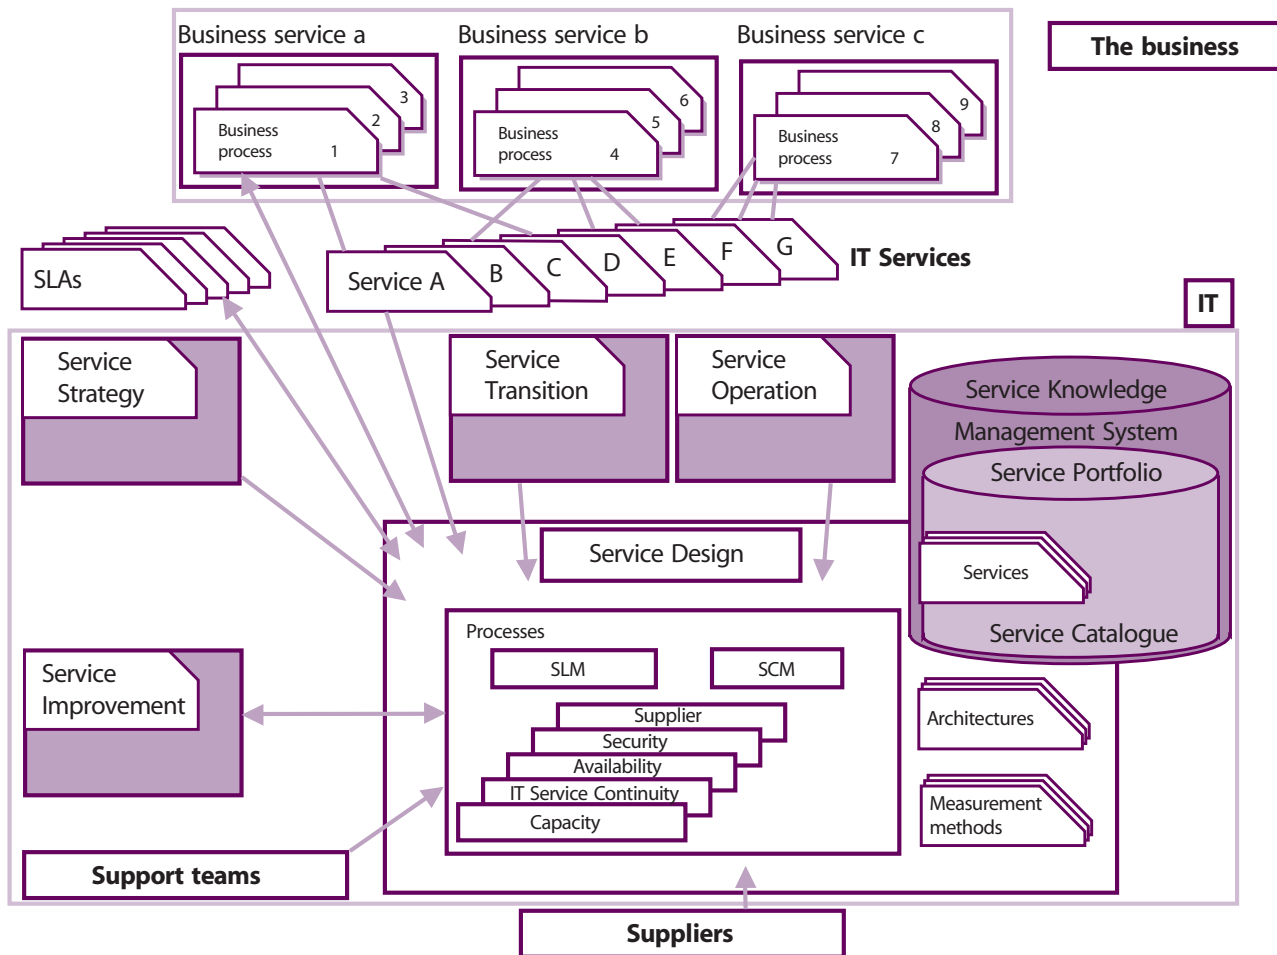 Business service a
Business service b
Business service c
The business
3
2
Business
process 1
6
5
Business
process 4
9
8
Business
process 7
SLAs
Service A
B
C
D
E
F
G
IT Services
IT
Service
Strategy
Service
Transition
Service
Operation
Service Knowledge
Management System
Service Portfolio
Services
Service Catalogue
Service Design
Processes
SLM
SCM
Supplier
Security
Availability
IT Service Continuity
Capacity
Service
Improvement
Architectures
Measurement
methods
Support teams
Suppliers